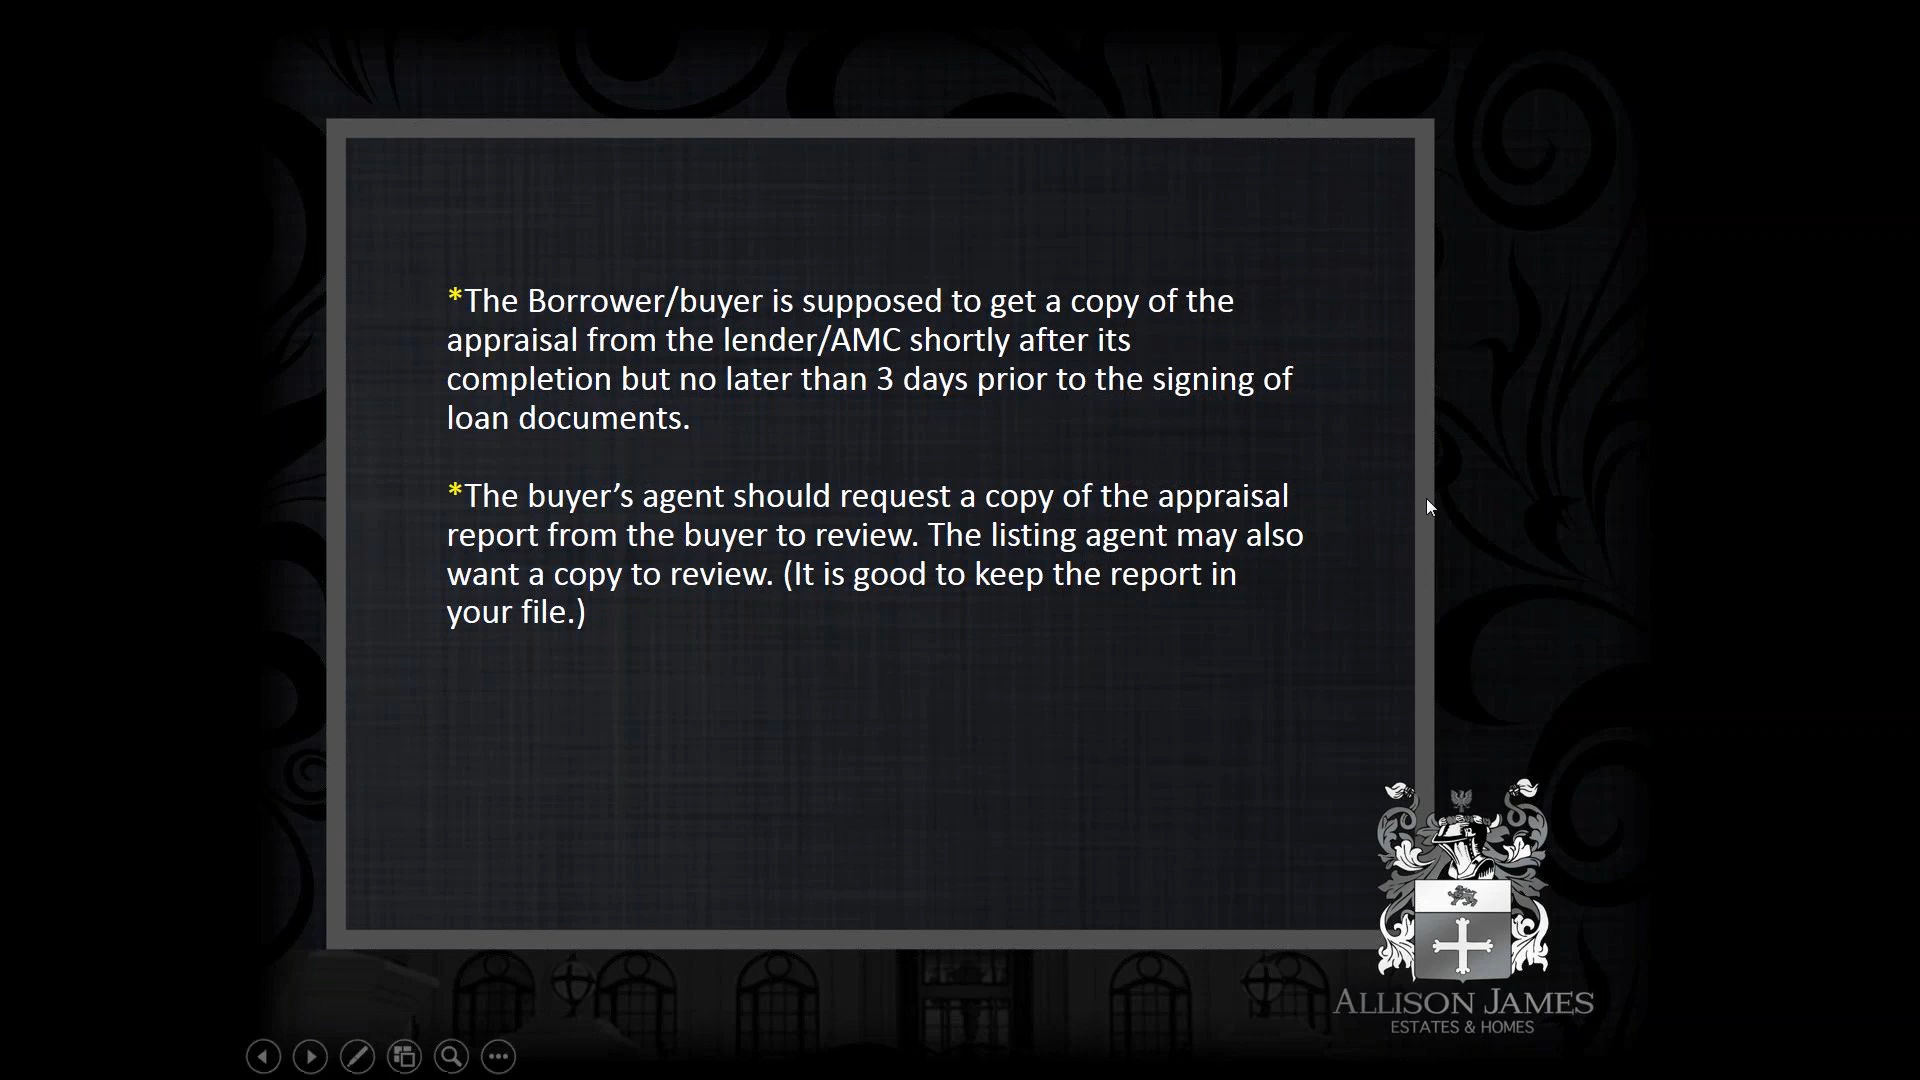 *The Borrower/buyer is supposed to get a copy of the
appraisal from the lender/AMC shortly after its
completion but no later than 3 days prior to the signing of
loan documents.
*The buyer’s agent should request a copy of the appraisal
report from the buyer to review. The listing agent may also
want a copy to review. (It is good to keep the report in
your file.)
ALLISON JAMES
ESTATES & HOMES